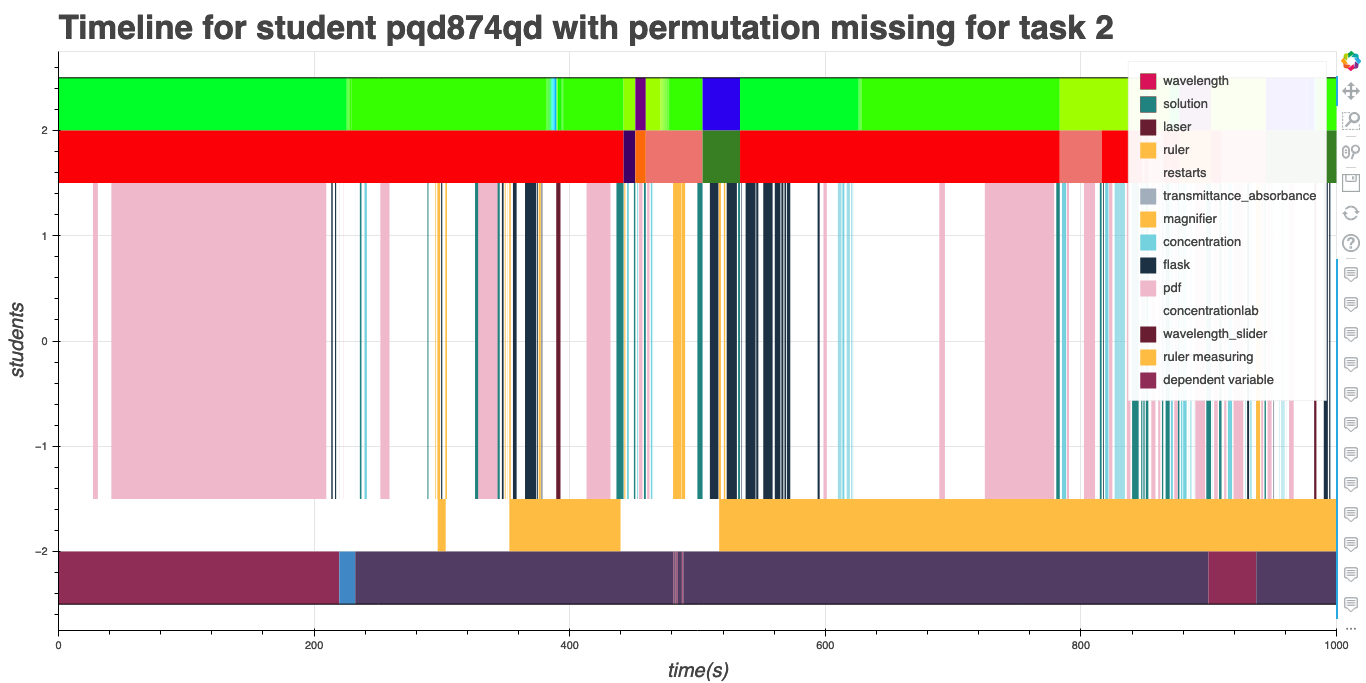 Timeline for student pqd874qd with permutation missing for task 2
wavelength
solution
laser
ruler
restarts
transmittance_absorbance
magnifier
concentration
flask
pdf
concentrationlab
wavelength_slider
ruler measuring
dependent variable
students
2
1
0
−1
−2
0 200 400 600 800 1000
time(s)